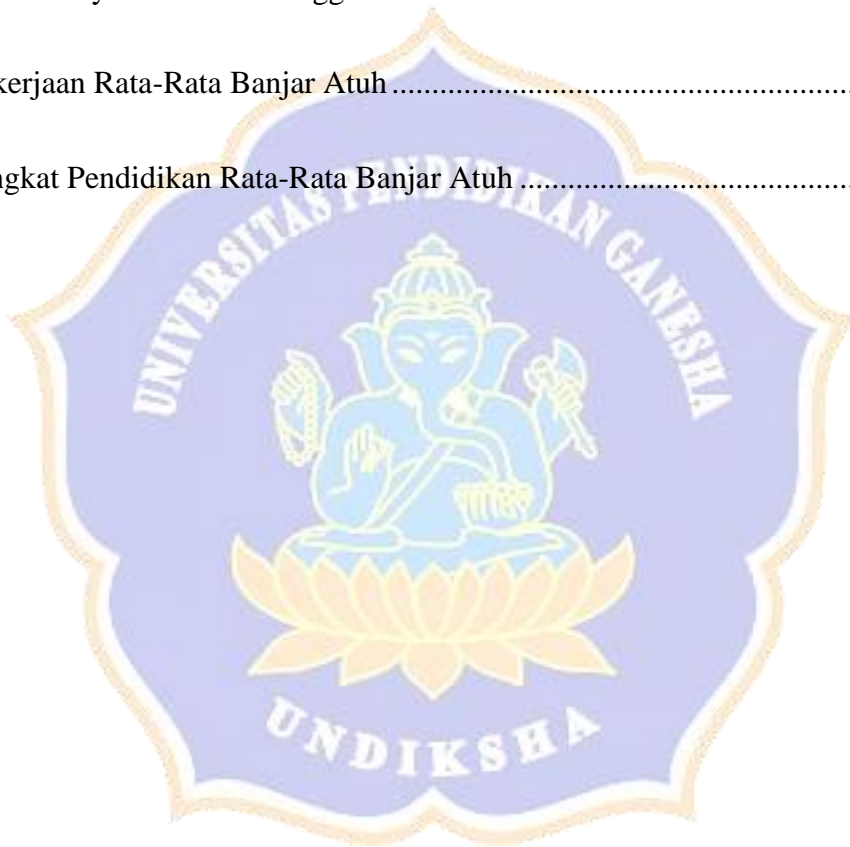 kerjaan Rata-Rata Banjar Atuh ........................................................
ngkat Pendidikan Rata-Rata Banjar Atuh ........................................
UNIVERSITAS PENDIDIKAN GANESHA
UNDIKSHA